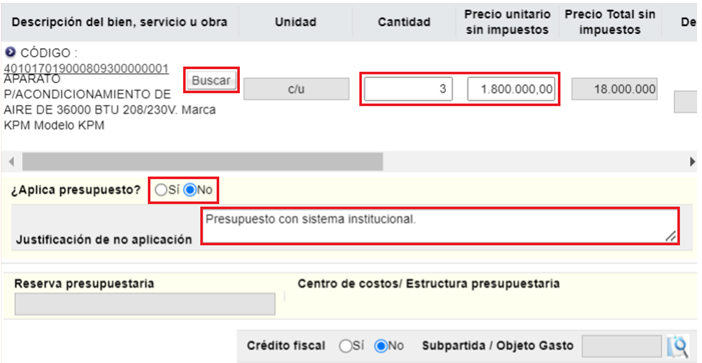 Descripción del bien, servicio u obra
Unidad
Cantidad
Precio unitario
sin impuestos
Precio Total sin
impuestos
De
CÓDIGO :
401017019000809300000001
APARATO
P/ACONDICIONAMIENTO DE
AIRE DE 36000 BTU 208/230V. Marca
KPM Modelo KPM
Buscar
c/u
3
1.800.000,00
18.000.000
¿Aplica presupuesto?
Sí No
Justificación de no aplicación
Presupuesto con sistema institucional.
Reserva presupuestaria
Centro de costos/ Estructura presupuestaria
Crédito fiscal
Sí No
Subpartida / Objeto Gasto